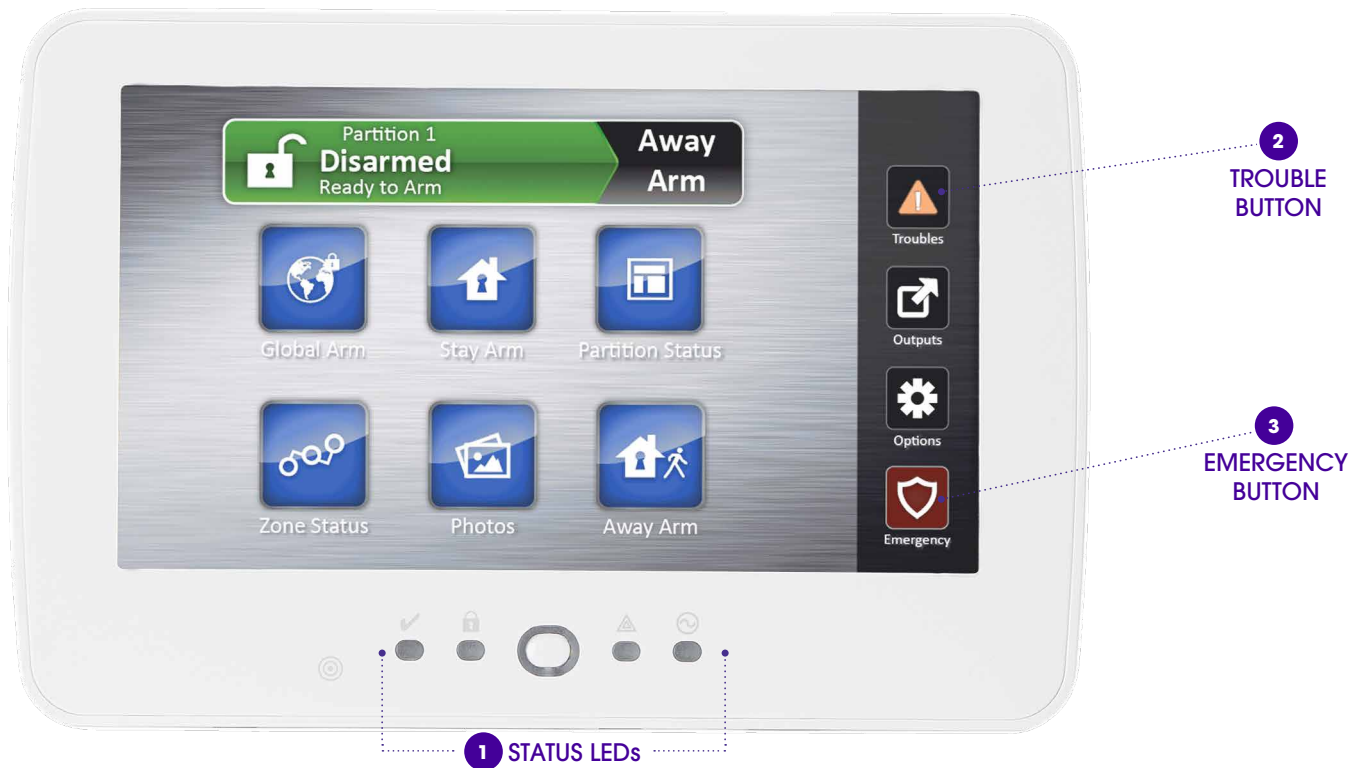 Partition 1
Disarmed
Ready to Arm
Away
Arm
Global Arm
Stay Arm
Partition Status
Zone Status
Photos
Away Arm
Troubles
Outputs
Options
Emergency
2
TROUBLE
BUTTON
3
EMERGENCY
BUTTON
1 STATUS LEDs